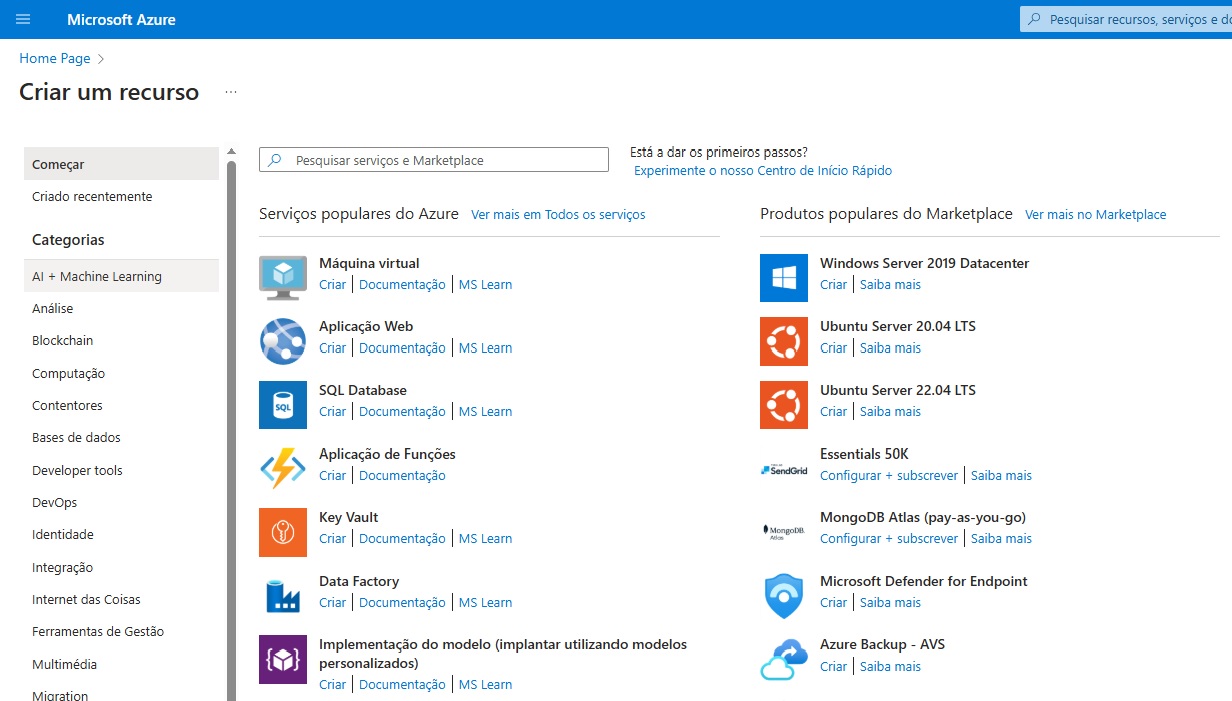 Microsoft Azure
Pesquisar recursos, serviços e do
Home Page
Criar um recurso
...
Começar
Criado recentemente
Categorias
AI + Machine Learning
Análise
Blockchain
Computação
Contentores
Bases de dados
Developer tools
DevOps
Identidade
Integração
Internet das Coisas
Ferramentas de Gestão
Multimédia
Migration
Pesquisar serviços e Marketplace
Está a dar os primeiros passos?
Experimente o nosso Centro de Início Rápido
Serviços populares do Azure Ver mais em Todos os serviços
Máquina virtual
Criar | Documentação | MS Learn
Aplicação Web
Criar | Documentação | MS Learn
SQL
SQL Database
Criar | Documentação | MS Learn
Aplicação de Funções
Criar | Documentação
Key Vault
Criar | Documentação | MS Learn
Data Factory
Criar | Documentação | MS Learn
Implementação do modelo (implantar utilizando modelos
personalizados)
Criar | Documentação | MS Learn
Produtos populares do Marketplace Ver mais no Marketplace
Windows Server 2019 Datacenter
Criar | Saiba mais
Ubuntu Server 20.04 LTS
Criar | Saiba mais
Ubuntu Server 22.04 LTS
Criar | Saiba mais
SendGrid
Essentials 50K
Configurar + subscrever | Saiba mais
MongoDB.
Atlas
MongoDB Atlas (pay-as-you-go)
Configurar + subscrever | Saiba mais
Microsoft Defender for Endpoint
Criar | Saiba mais
Azure Backup - AVS
Criar | Saiba mais